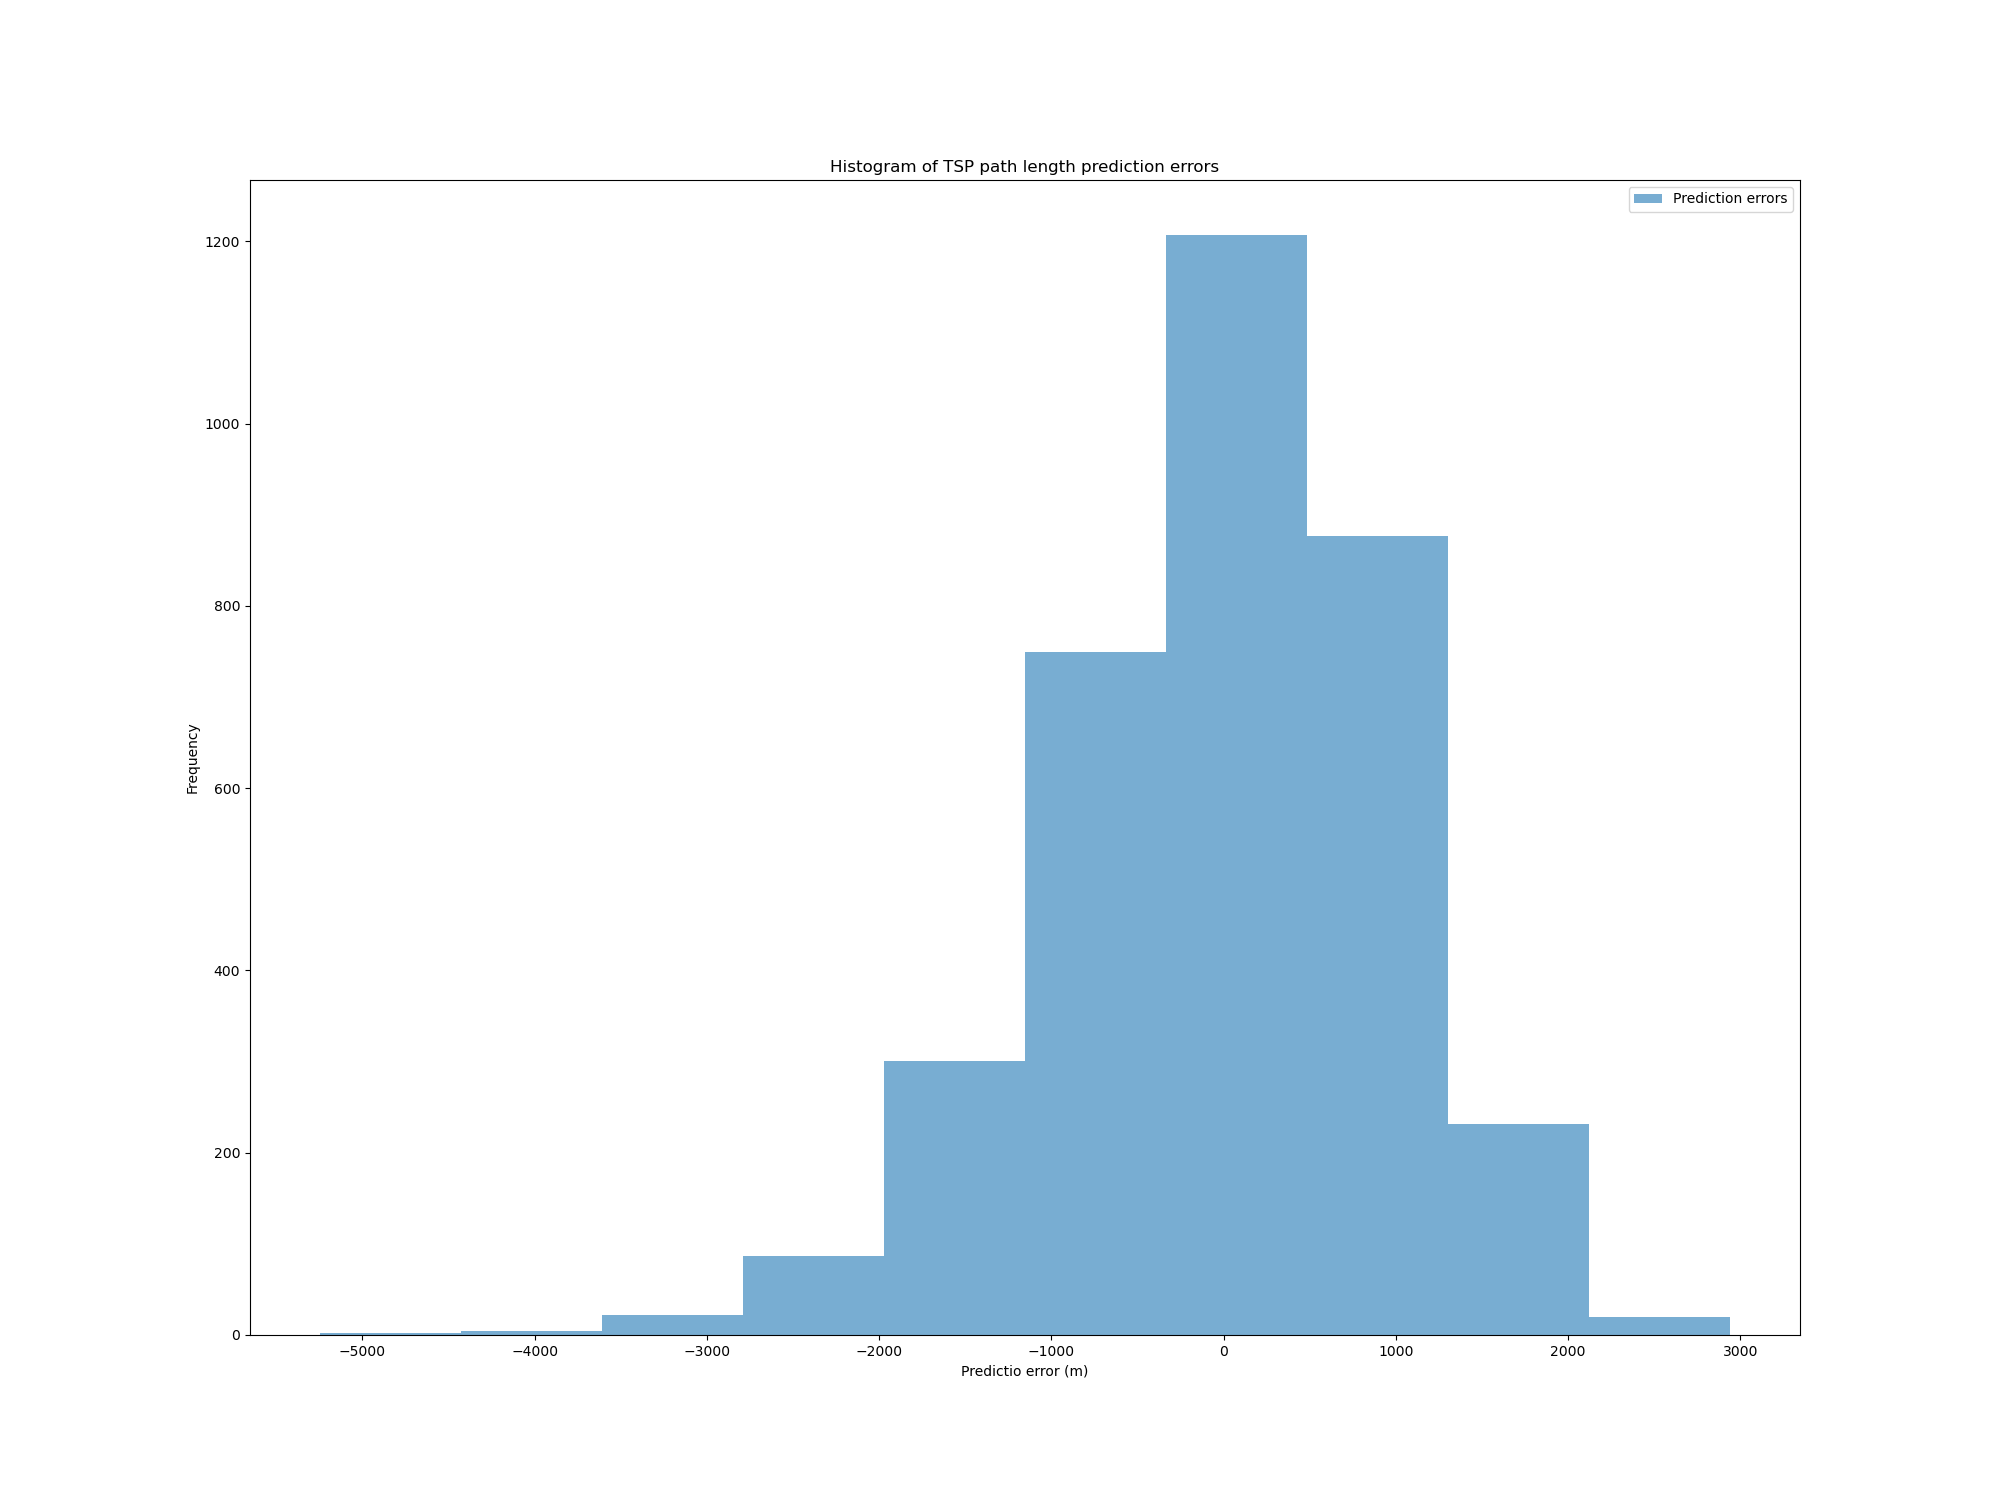 Histogram of TSP path length prediction errors
Prediction errors
1200
1000
800
600
400
200
0
Frequency
−5000 −4000 −3000 −2000 −1000 0 1000 2000 3000
Predictio error (m)